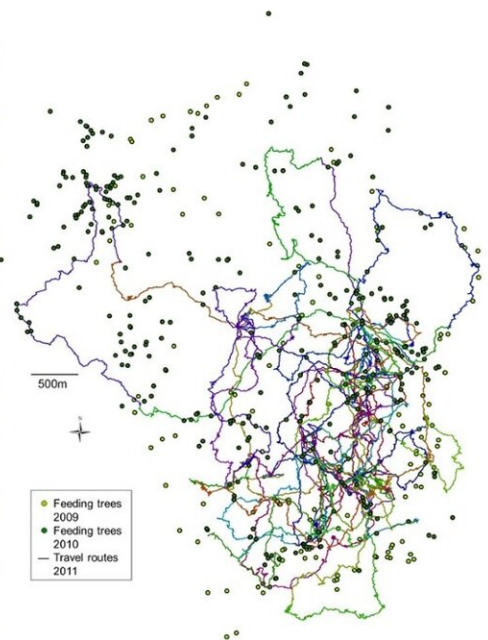 500m
N
Feeding trees
2009
Feeding trees
2010
Travel routes
2011